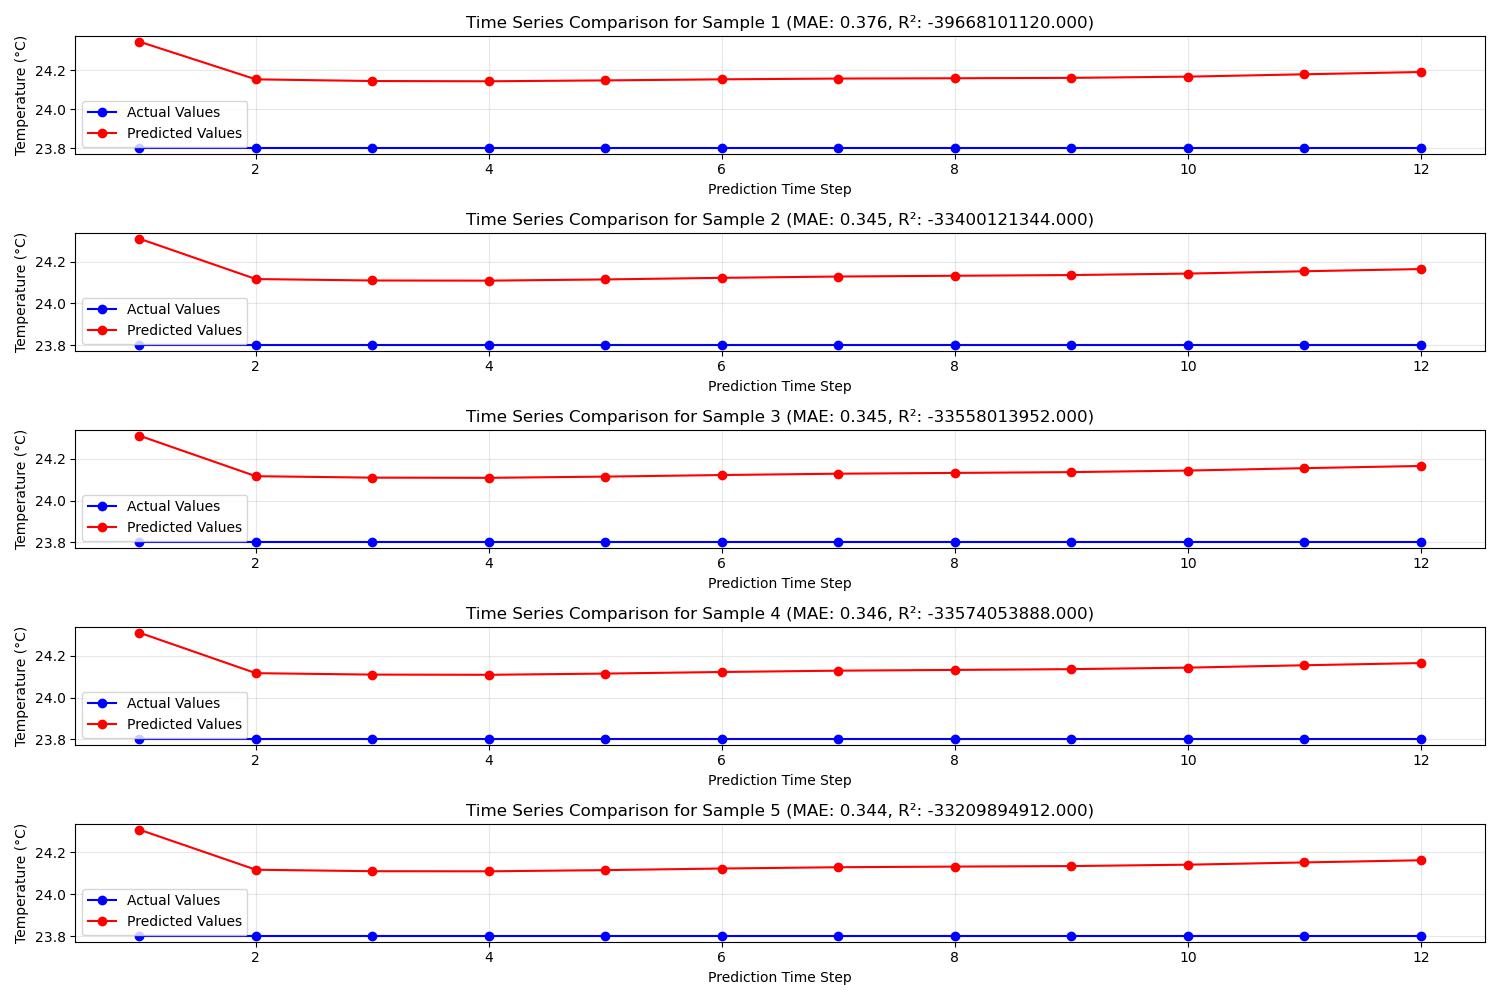 Time Series Comparison for Sample 1 (MAE: 0.376, R²: -39668101120.000)
Temperature (°C)
24.2
24.0
23.8
Actual Values
Predicted Values
2 4 6 8 10 12
Prediction Time Step
Time Series Comparison for Sample 2 (MAE: 0.345, R²: -33400121344.000)
Temperature (°C)
24.2
24.0
23.8
Actual Values
Predicted Values
2 4 6 8 10 12
Prediction Time Step
Time Series Comparison for Sample 3 (MAE: 0.345, R²: -33558013952.000)
Temperature (°C)
24.2
24.0
23.8
Actual Values
Predicted Values
2 4 6 8 10 12
Prediction Time Step
Time Series Comparison for Sample 4 (MAE: 0.346, R²: -33574053888.000)
Temperature (°C)
24.2
24.0
23.8
Actual Values
Predicted Values
2 4 6 8 10 12
Prediction Time Step
Time Series Comparison for Sample 5 (MAE: 0.344, R²: -33209894912.000)
Temperature (°C)
24.2
24.0
23.8
Actual Values
Predicted Values
2 4 6 8 10 12
Prediction Time Step